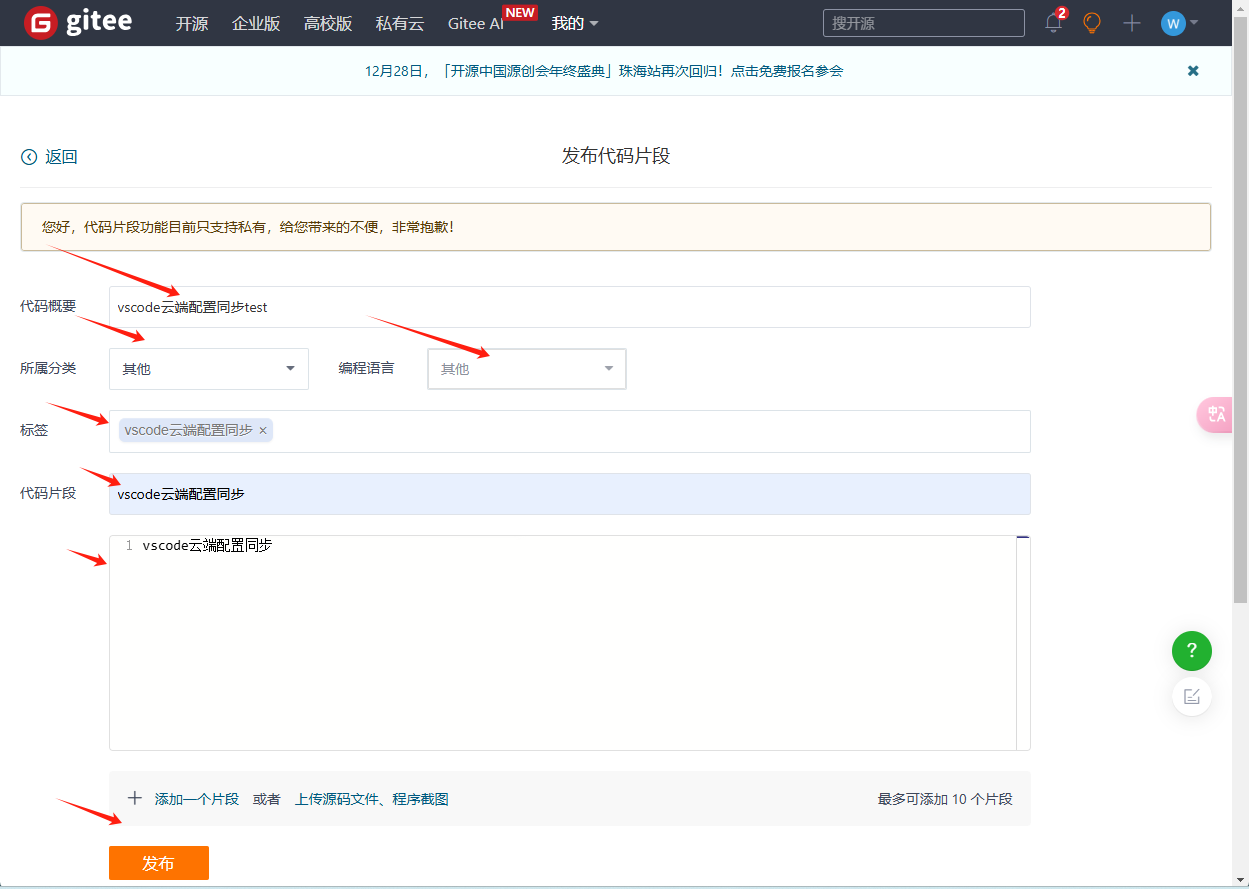 gitee 开源 企业版 高校版 私有云 Gitee AI NEW 我的 搜开源 2 W
12月28日，「开源中国源创会年终盛典」珠海站再次回归！点击免费报名参会
返回 发布代码片段
您好，代码片段功能目前只支持私有，给您带来的不便，非常抱歉！
代码概要 vscode云端配置同步test
所属分类 其他 编程语言 其他
中A
标签 vscode云端配置同步 ×
代码片段 vscode云端配置同步
1 vscode云端配置同步
?
添加一个片段 或者 上传源码文件、程序截图 最多可添加 10 个片段
发布